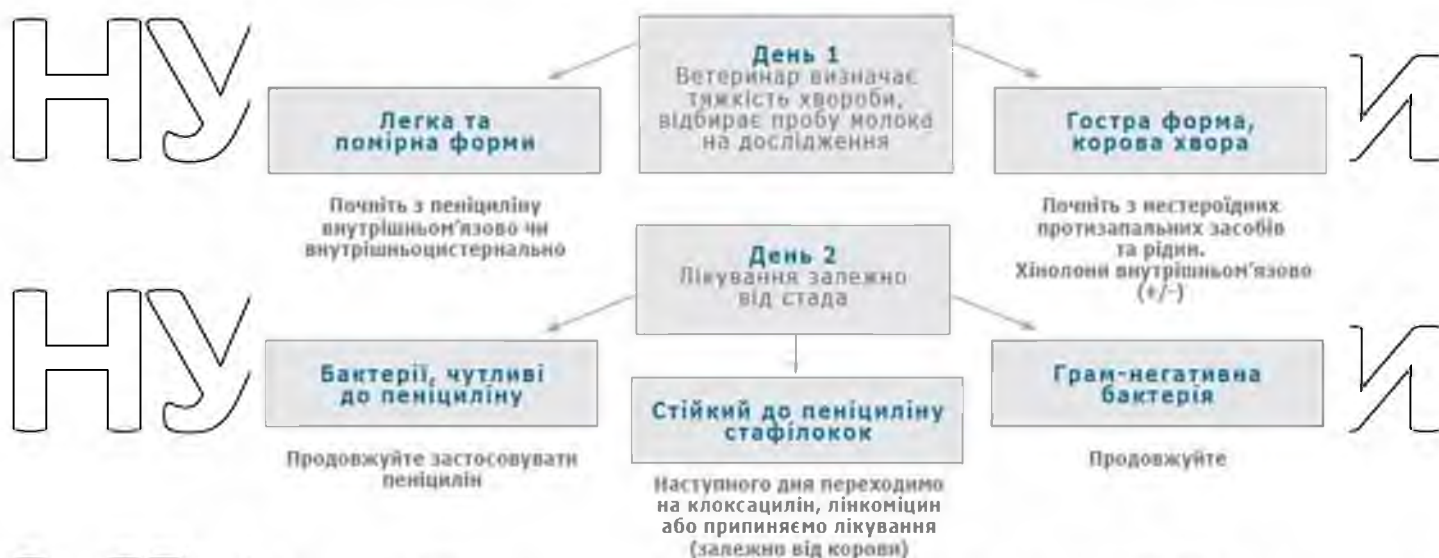 НУ
День 1
Ветеринар визначає
тяжкість хвороби,
відбирає пробу молока
на дослідження
Легка та
помірна форми
Гостра форма,
корова хвора
И
Почніть з пеніциліну
внутрішньом'язово чи
внутрішньоцистернально
Почніть з нестероїдних
протизапальних засобів
та рідин.
Хінолони внутрішньом'язово
(+/-)
НУ
День 2
Лікування залежно
від стада
И
Бактерії, чутливі
до пеніциліну
Стійкий до пеніциліну
стафілокок
Грам-негативна
бактерія
Продовжуйте застосовувати
пеніцилін
Наступного дня переходимо
на клоксацилін, лінкоміцин
або припиняємо лікування
(залежно від корови)
Продовжуйте